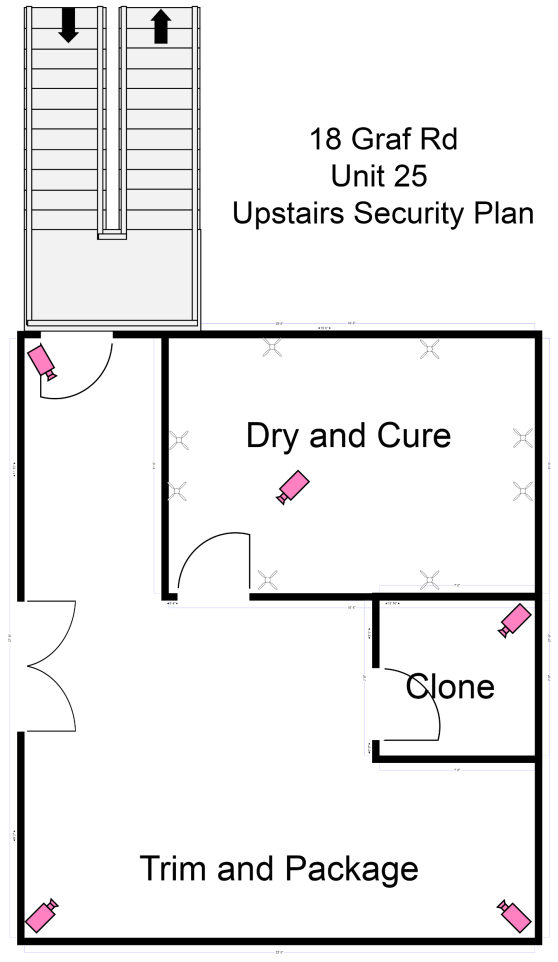 18 Graf Rd
Unit 25
Upstairs Security Plan
Dry and Cure
Clone
Trim and Package